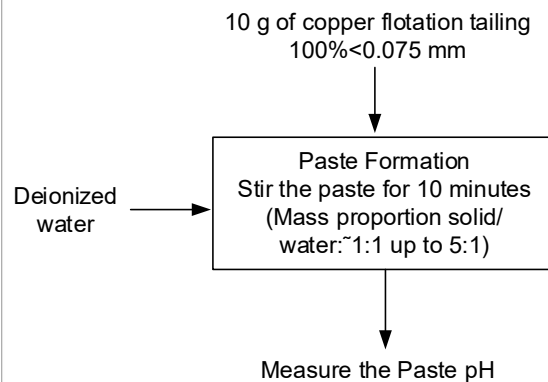 10 g of copper flotation tailing
100%<0.075 mm
Paste Formation
Stir the paste for 10 minutes
(Mass proportion solid/
water:~1:1 up to 5:1)
Deionized
water
Measure the Paste pH